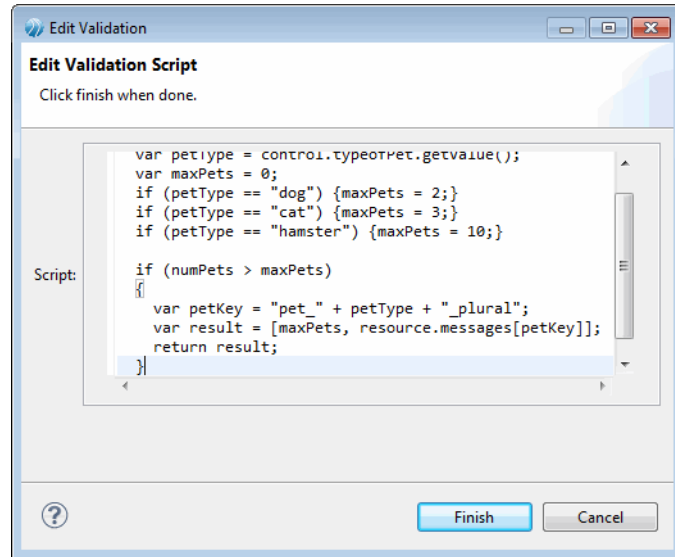 Edit Validation
Edit Validation Script
Click finish when done.
Script:
var petType = control.typeofPet.getValue();
var maxPets = 0;
if (petType == "dog") {maxPets = 2;}
if (petType == "cat") {maxPets = 3;}
if (petType == "hamster") {maxPets = 10;}
if (numPets > maxPets)
{
var petKey = "pet_" + petType + "_plural";
var result = [maxPets, resource.messages[petKey]];
return result;
}
Finish
Cancel